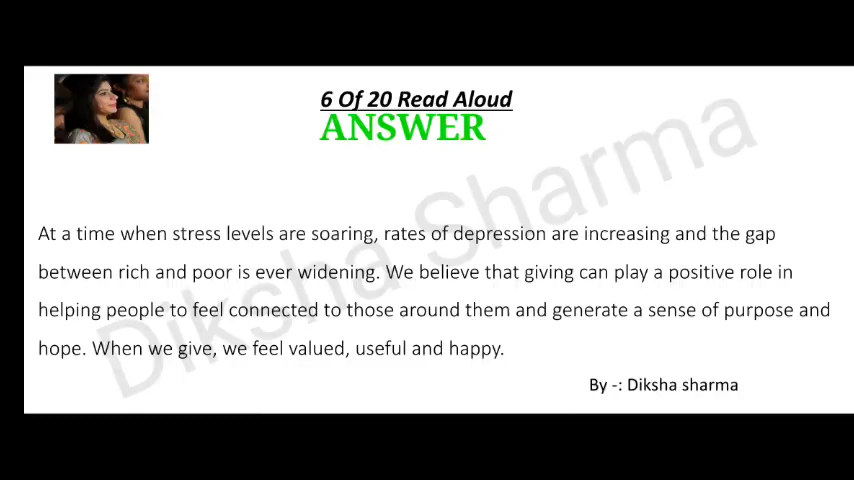 6 Of 20 Read Aloud
ANSWER
At a time when stress levels are soaring, rates of depression are increasing and the gap
between rich and poor is ever widening. We believe that giving can play a positive role in
helping people to feel connected to those around them and generate a sense of purpose and
hope. When we give, we feel valued, useful and happy.
By -: Diksha sharma
Diksha Sharma